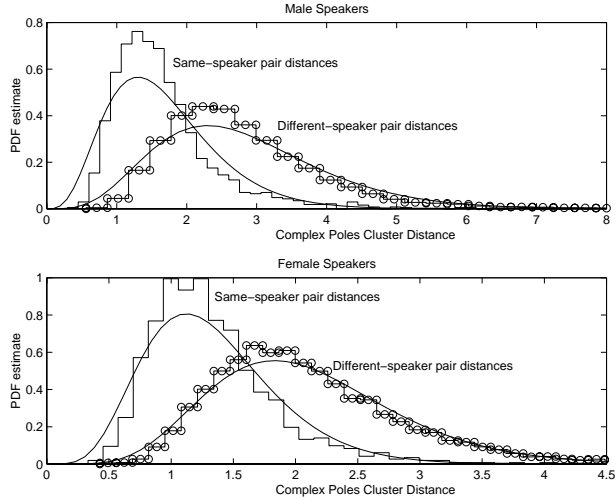 Male Speakers
0.8
0.6
0.4
0.2
0
PDF estimate
Same-speaker pair distances
Different-speaker pair distances
0 1 2 3 4 5 6 7 8
Complex Poles Cluster Distance
Female Speakers
1
0.8
0.6
0.4
0.2
0
PDF estimate
Same-speaker pair distances
Different-speaker pair distances
0 0.5 1 1.5 2 2.5 3 3.5 4 4.5
Complex Poles Cluster Distance